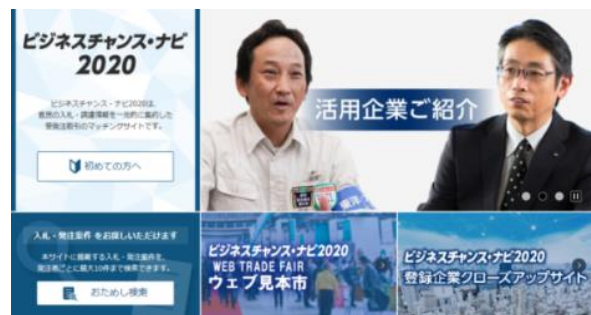 ビジネスチャンス・ナビ
2020
ビジネスチャンス・ナビ2020は、
官民の入札・調達情報を一元的に集約した
受発注取引のマッチングサイトです。
初めての方へ
活用企業ご紹介
入札・発注案件 をお探しいただけます
本サイトに掲載する入札・発注案件を、
発注者ごとに最大10件まで検索できます。
おためし検索
ビジネスチャンス・ナビ2020
WEB TRADE FAIR
ウェブ見本市
ビジネスチャンス・ナビ2020
登録企業クローズアップサイト